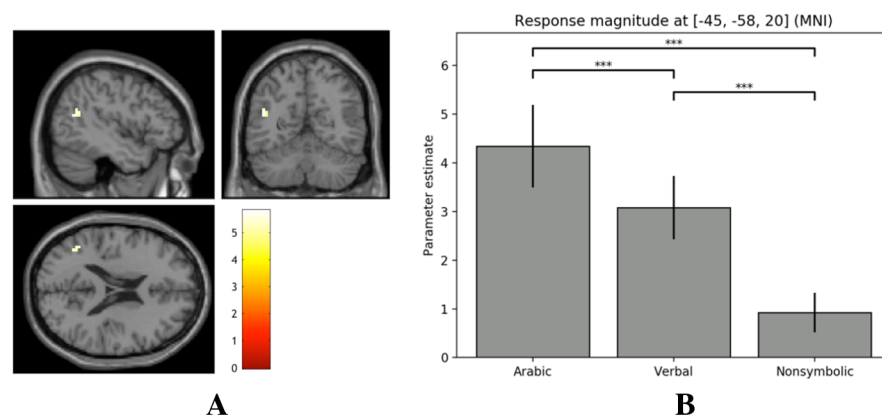 5
4
3
2
1
0
A
Response magnitude at [-45, -58, 20] (MNI)
Parameter estimate
6
5
4
3
2
1
0
***
***
***
Arabic
Verbal
Nonsymbolic
B